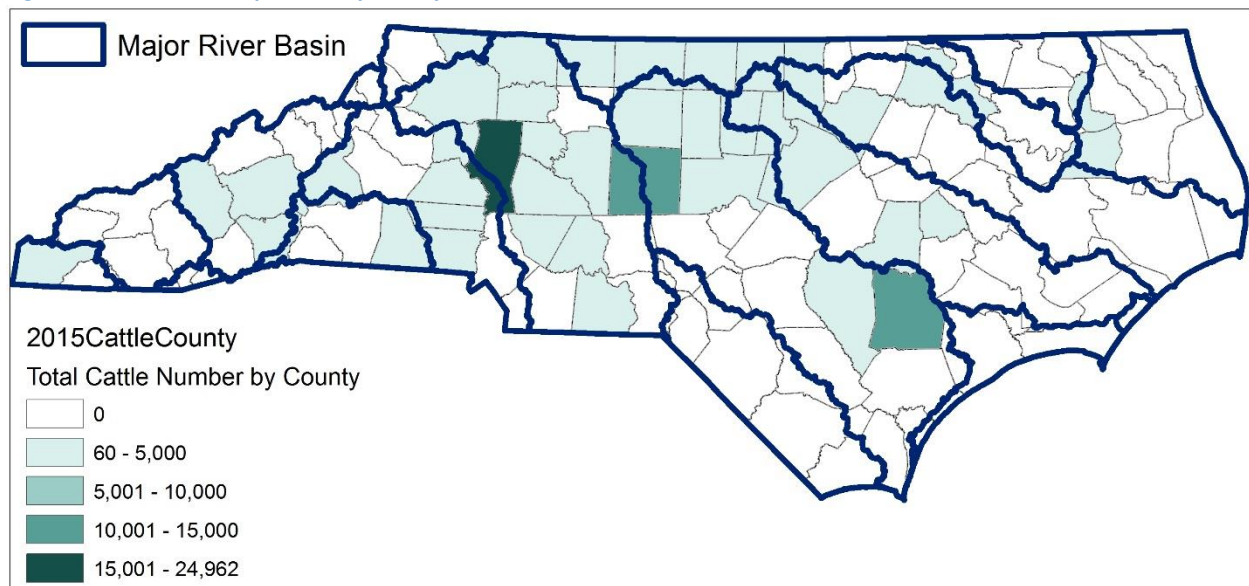 Major River Basin
2015CattleCounty
Total Cattle Number by County
0
60 - 5,000
5,001 - 10,000
10,001 - 15,000
15,001 - 24,962